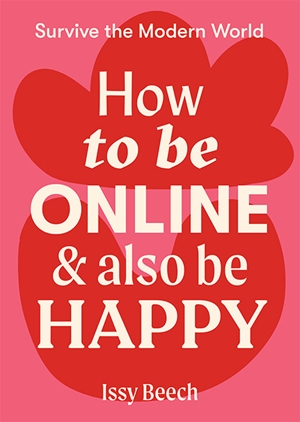 Survive the Modern World
How
to be
ONLINE
& also be
HAPPY
Issy Beech